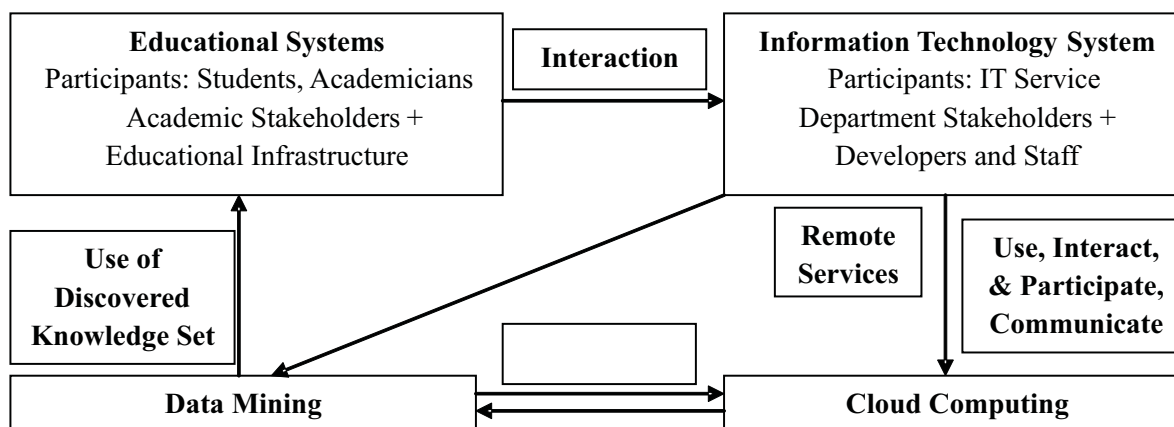 Educational Systems
Participants: Students, Academicians
Academic Stakeholders +
Educational Infrastructure
Interaction
Information Technology System
Participants: IT Service
Department Stakeholders +
Developers and Staff
Use of
Discovered
Knowledge Set
Remote
Services
Use, Interact,
& Participate,
Communicate
Data Mining
Cloud Computing